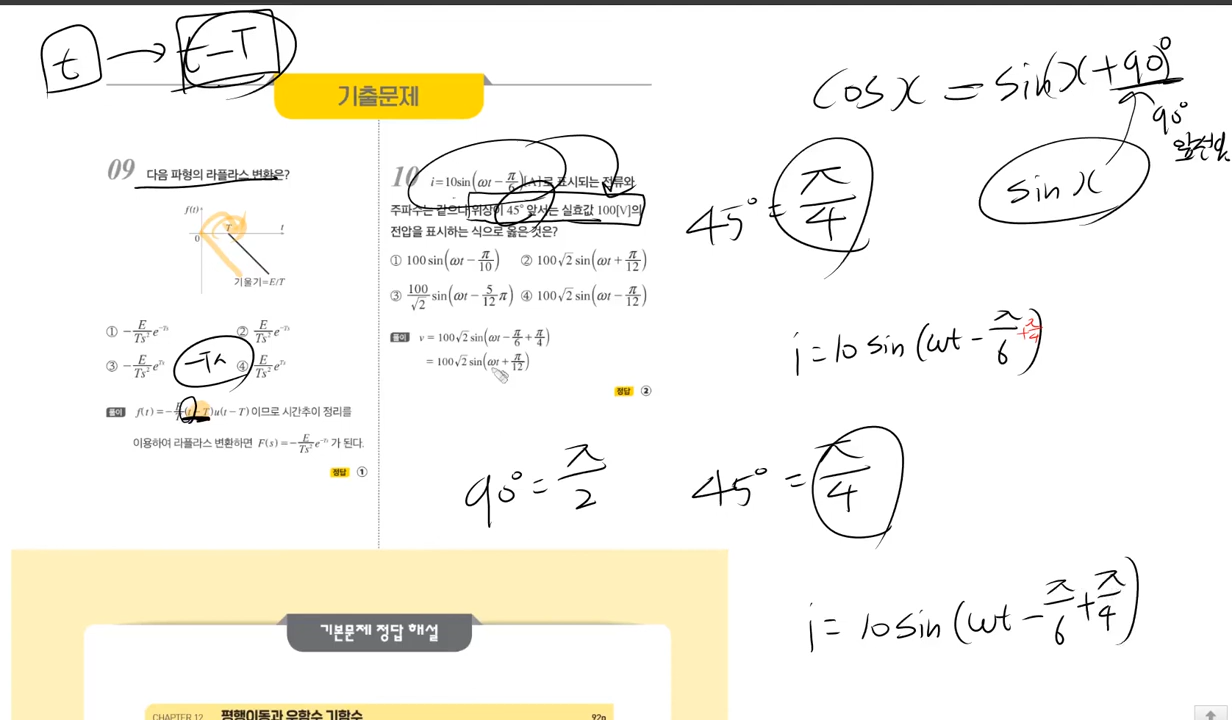 t → t-T
기출문제
09 다음 파형의 라플라스 변환은?
f(t)
T
0
t
기울기=E/T
① -E/Ts² e^-Ts ② E/Ts² e^-Ts
③ -E/Ts² e^Ts ④ E/Ts² e^Ts
-Ts
풀이 f(t)=-E/T(t-T)u(t-T) 이므로 시간추이 정리를
이용하여 라플라스 변환하면 F(s)=-E/Ts² e^-Ts 가 된다.
정답 ①
10 i=10sin(ωt-π/6)[A]로 표시되는 전류와
주파수는 같으나 위상이 45° 앞서는 실효값 100[V]의
전압을 표시하는 식으로 옳은 것은?
① 100sin(ωt-π/10) ② 100√2 sin(ωt+π/12)
③ 100/√2 sin(ωt-5/12 π) ④ 100√2 sin(ωt-π/12)
풀이 v=100√2 sin(ωt-π/6+π/4)
=100√2 sin(ωt+π/12)
정답 ②
cosx = sin(x+90°)
90°
sin x
45° = π/4
i=10 sin (ωt-π/6+π/4)
90° = π/2
45° = π/4
i=10sin(ωt-π/6+π/4)
기본문제 정답 해설
CHAPTER 12 평행이동과 우함수 기함수 92p